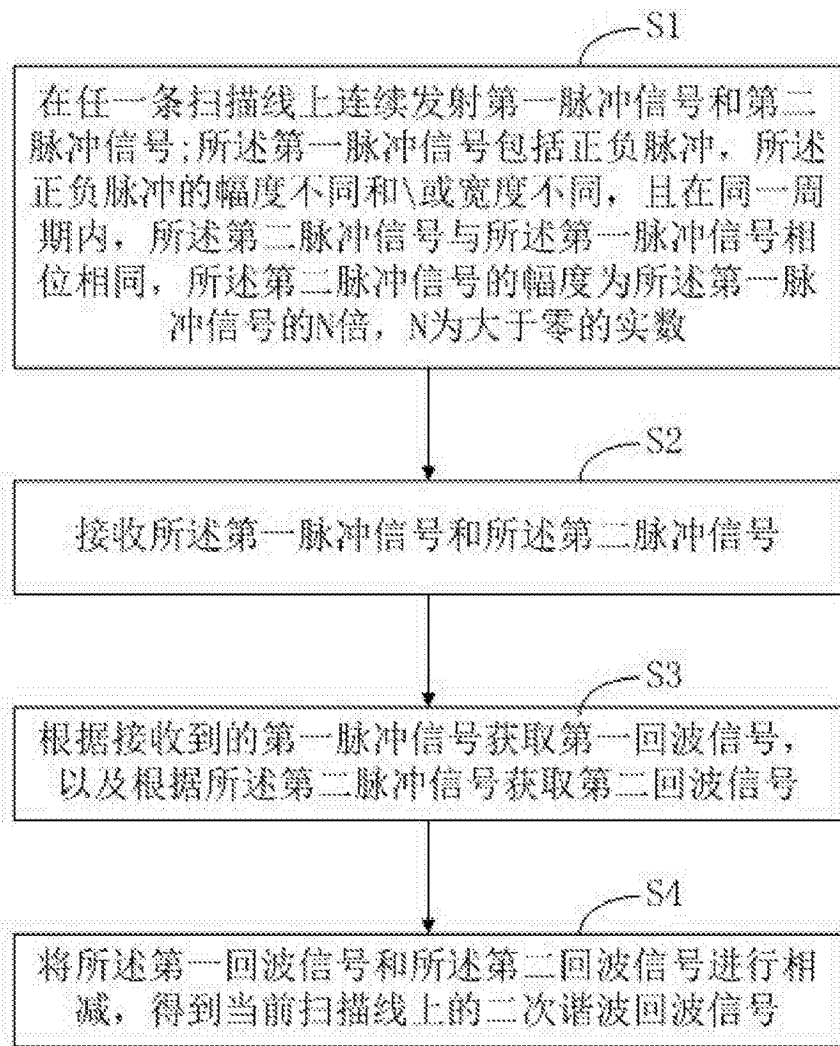 S1
在任一条扫描线上连续发射第一脉冲信号和第二
脉冲信号;所述第一脉冲信号包括正负脉冲，所述
正负脉冲的幅度不同和\或宽度不同，且在同一周
期内，所述第二脉冲信号与所述第一脉冲信号相
位相同，所述第二脉冲信号的幅度为所述第一脉
冲信号的N倍，N为大于零的实数
S2
接收所述第一脉冲信号和所述第二脉冲信号
S3
根据接收到的第一脉冲信号获取第一回波信号，
以及根据所述第二脉冲信号获取第二回波信号
S4
将所述第一回波信号和所述第二回波信号进行相
减，得到当前扫描线上的二次谐波回波信号